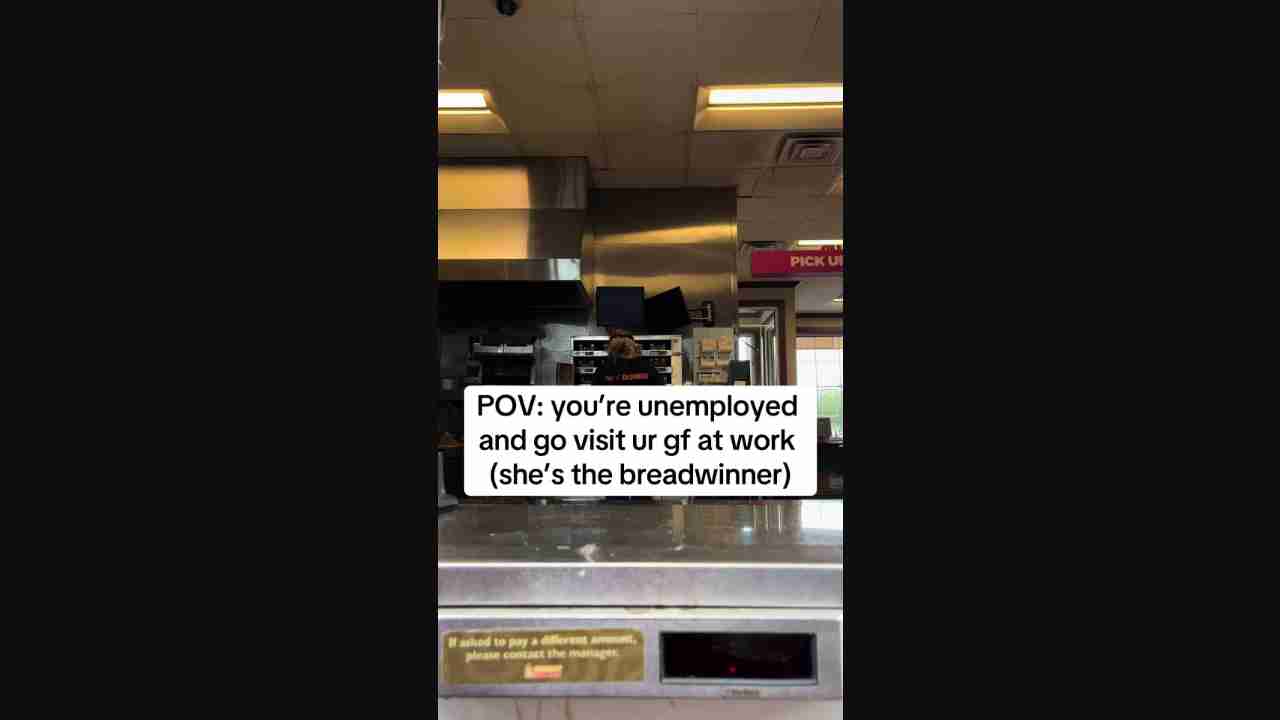 PICK U
POV: you’re unemployed
and go visit ur gf at work
(she’s the breadwinner)
If asked to pay a different amount,
please contact the manager.